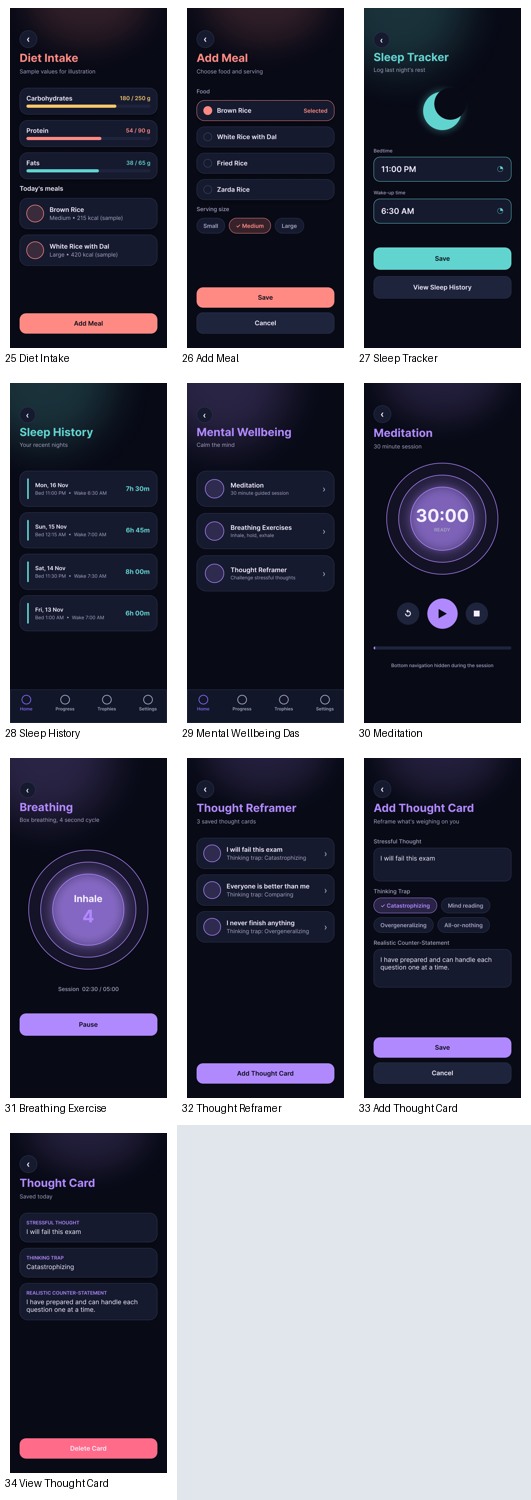 Diet Intake
Sample values for illustration
Carbohydrates 180 / 250 g
Protein 54 / 90 g
Fats 38 / 65 g
Today's meals
Brown Rice
Medium • 215 kcal (sample)
White Rice with Dal
Large • 420 kcal (sample)
Add Meal
25 Diet Intake
Add Meal
Choose food and serving
Food
Brown Rice Selected
White Rice with Dal
Fried Rice
Zarda Rice
Serving size
Small ✓ Medium Large
Save
Cancel
26 Add Meal
Sleep Tracker
Log last night's rest
Bedtime
11:00 PM
Wake-up time
6:30 AM
Save
View Sleep History
27 Sleep Tracker
Sleep History
Your recent nights
Mon, 16 Nov
Bed 11:00 PM • Wake 6:30 AM
7h 30m
Sun, 15 Nov
Bed 12:15 AM • Wake 7:00 AM
6h 45m
Sat, 14 Nov
Bed 11:30 PM • Wake 7:30 AM
8h 00m
Fri, 13 Nov
Bed 1:00 AM • Wake 7:00 AM
6h 00m
Home Progress Trophies Settings
28 Sleep History
Mental Wellbeing
Calm the mind
Meditation
30 minute guided session
Breathing Exercises
Inhale, hold, exhale
Thought Reframer
Challenge stressful thoughts
Home Progress Trophies Settings
29 Mental Wellbeing Das
Meditation
30 minute session
30:00
READY
Bottom navigation hidden during the session
30 Meditation
Breathing
Box breathing, 4 second cycle
Inhale
4
Session 02:30 / 05:00
Pause
31 Breathing Exercise
Thought Reframer
3 saved thought cards
I will fail this exam
Thinking trap: Catastrophizing
Everyone is better than me
Thinking trap: Comparing
I never finish anything
Thinking trap: Overgeneralizing
Add Thought Card
32 Thought Reframer
Add Thought Card
Reframe what's weighing on you
Stressful Thought
I will fail this exam
Thinking Trap
✓ Catastrophizing Mind reading
Overgeneralizing All-or-nothing
Realistic Counter-Statement
I have prepared and can handle each
question one at a time.
Save
Cancel
33 Add Thought Card
Thought Card
Saved today
STRESSFUL THOUGHT
I will fail this exam
THINKING TRAP
Catastrophizing
REALISTIC COUNTER-STATEMENT
I have prepared and can handle each
question one at a time.
Delete Card
34 View Thought Card